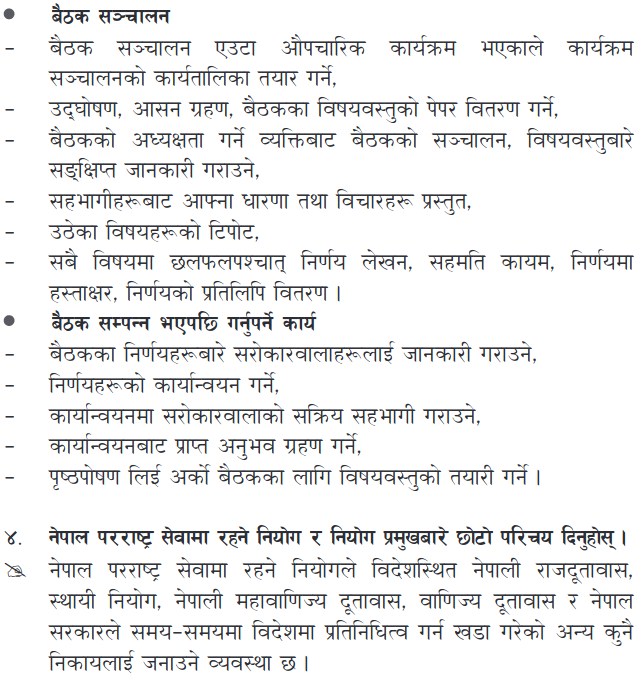 ● बैठक सञ्चालन
– बैठक सञ्चालन एउटा औपचारिक कार्यक्रम भएकाले कार्यक्रम
सञ्चालनको कार्यतालिका तयार गर्ने,
– उद्घोषण, आसन ग्रहण, बैठकका विषयवस्तुको पेपर वितरण गर्ने,
– बैठकको अध्यक्षता गर्ने व्यक्तिबाट बैठकको सञ्चालन, विषयवस्तुबारे
सङ्क्षिप्त जानकारी गराउने,
– सहभागीहरूबाट आफ्ना धारणा तथा विचारहरू प्रस्तुत,
– उठेका विषयहरूको टिपोट,
– सबै विषयमा छलफलपश्चात् निर्णय लेखन, सहमति कायम, निर्णयमा
हस्ताक्षर, निर्णयको प्रतिलिपि वितरण ।
● बैठक सम्पन्न भएपछि गर्नुपर्ने कार्य
– बैठकका निर्णयहरूबारे सरोकारवालाहरूलाई जानकारी गराउने,
– निर्णयहरूको कार्यान्वयन गर्ने,
– कार्यान्वयनमा सरोकारवालाको सक्रिय सहभागी गराउने,
– कार्यान्वयनबाट प्राप्त अनुभव ग्रहण गर्ने,
– पृष्ठपोषण लिई अर्को बैठकका लागि विषयवस्तुको तयारी गर्ने ।
४. नेपाल परराष्ट्र सेवामा रहने नियोग र नियोग प्रमुखबारे छोटो परिचय दिनुहोस् ।
नेपाल परराष्ट्र सेवामा रहने नियोगले विदेशस्थित नेपाली राजदूतावास,
स्थायी नियोग, नेपाली महावाणिज्य दूतावास, वाणिज्य दूतावास र नेपाल
सरकारले समय-समयमा विदेशमा प्रतिनिधित्व गर्न खडा गरेको अन्य कुनै
निकायलाई जनाउने व्यवस्था छ ।